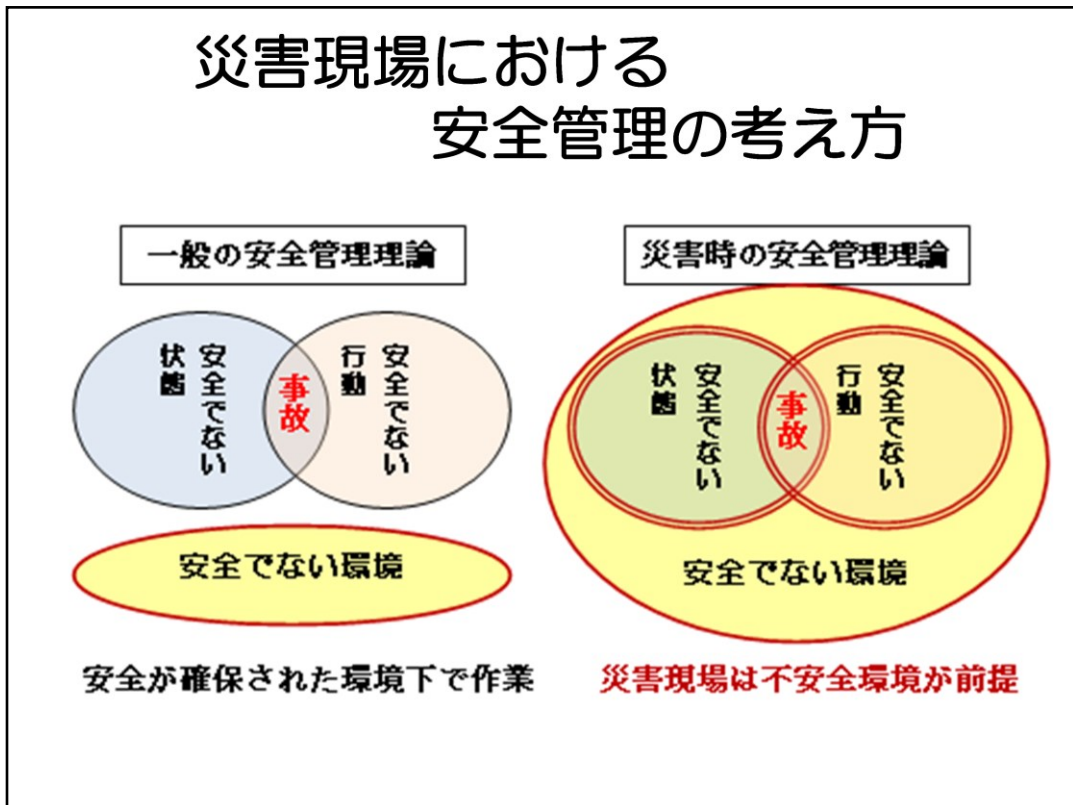 災害現場における
安全管理の考え方
一般の安全管理理論
安全でない
状態
事故
安全でない
行動
安全でない環境
安全が確保された環境下で作業
災害時の安全管理理論
安全でない
状態
事故
安全でない
行動
安全でない環境
災害現場は不安全環境が前提